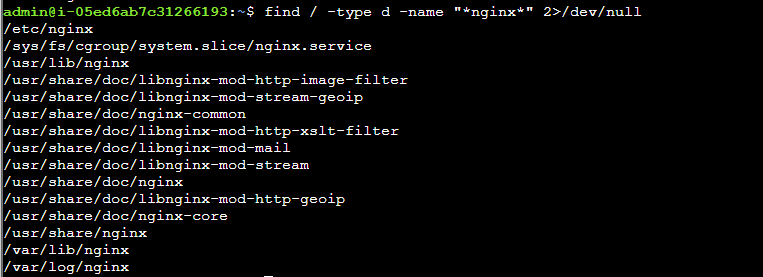 admin@i-05ed6ab7c31266193:~$ find / -type d -name "*nginx*" 2>/dev/null
/etc/nginx
/sys/fs/cgroup/system.slice/nginx.service
/usr/lib/nginx
/usr/share/doc/libnginx-mod-http-image-filter
/usr/share/doc/libnginx-mod-stream-geoip
/usr/share/doc/nginx-common
/usr/share/doc/libnginx-mod-http-xslt-filter
/usr/share/doc/libnginx-mod-mail
/usr/share/doc/libnginx-mod-stream
/usr/share/doc/nginx
/usr/share/doc/libnginx-mod-http-geoip
/usr/share/doc/nginx-core
/usr/share/nginx
/var/lib/nginx
/var/log/nginx